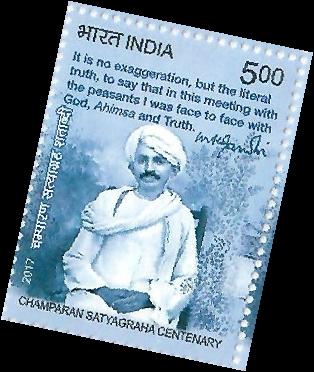 भारत INDIA
5.00
It is no exaggeration, but the literal
truth, to say that in this meeting with
the peasants I was face to face with
God, Ahimsa and Truth.
mkGandhi
चम्पारण सत्याग्रह शताब्दी
2017
CHAMPARAN SATYAGRAHA CENTENARY